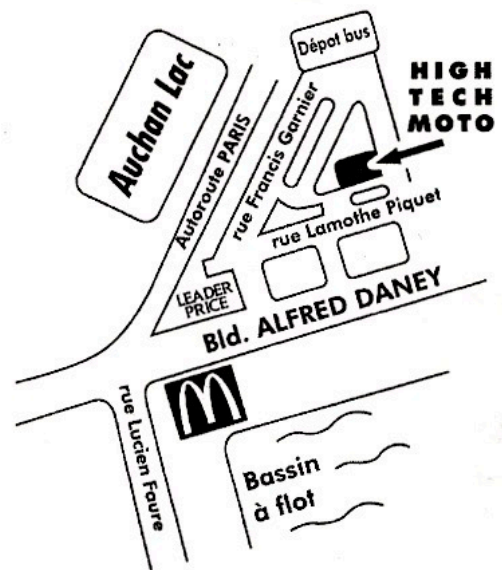 Dépot bus
HIGH
TECH
MOTO
Auchan Lac
Autoroute PARIS
rue Francis Garnier
rue Lamothe Piquet
LEADER
PRICE
Bld. ALFRED DANEY
M
rue Lucien Faure
Bassin
à flot